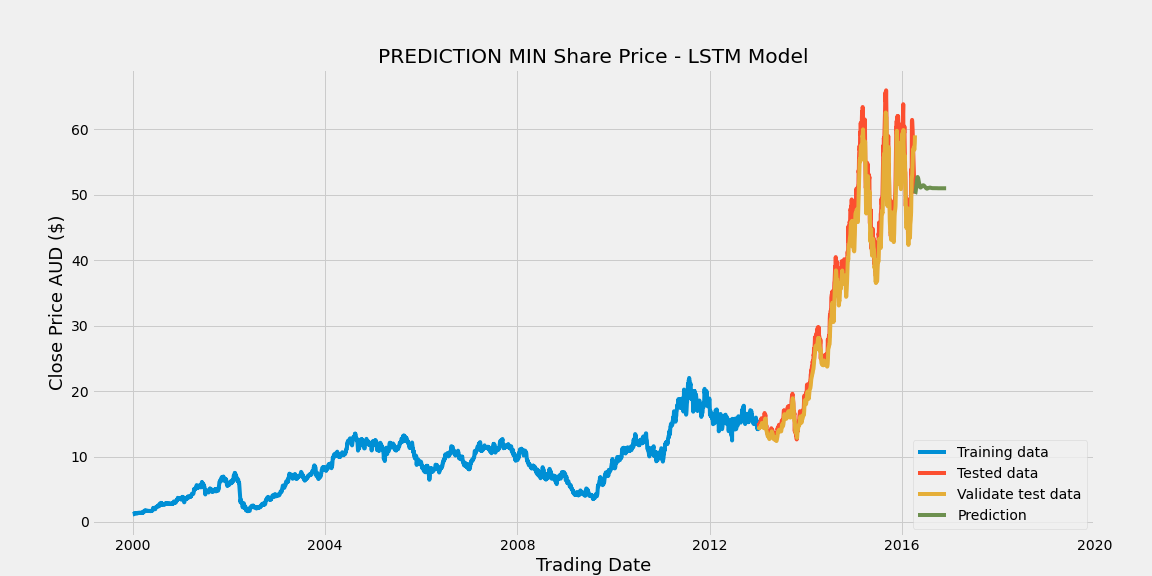 PREDICTION MIN Share Price - LSTM Model
Close Price AUD ($)
60
50
40
30
20
10
0
2000
2004
2008
2012
2016
2020
Trading Date
Training data
Tested data
Validate test data
Prediction